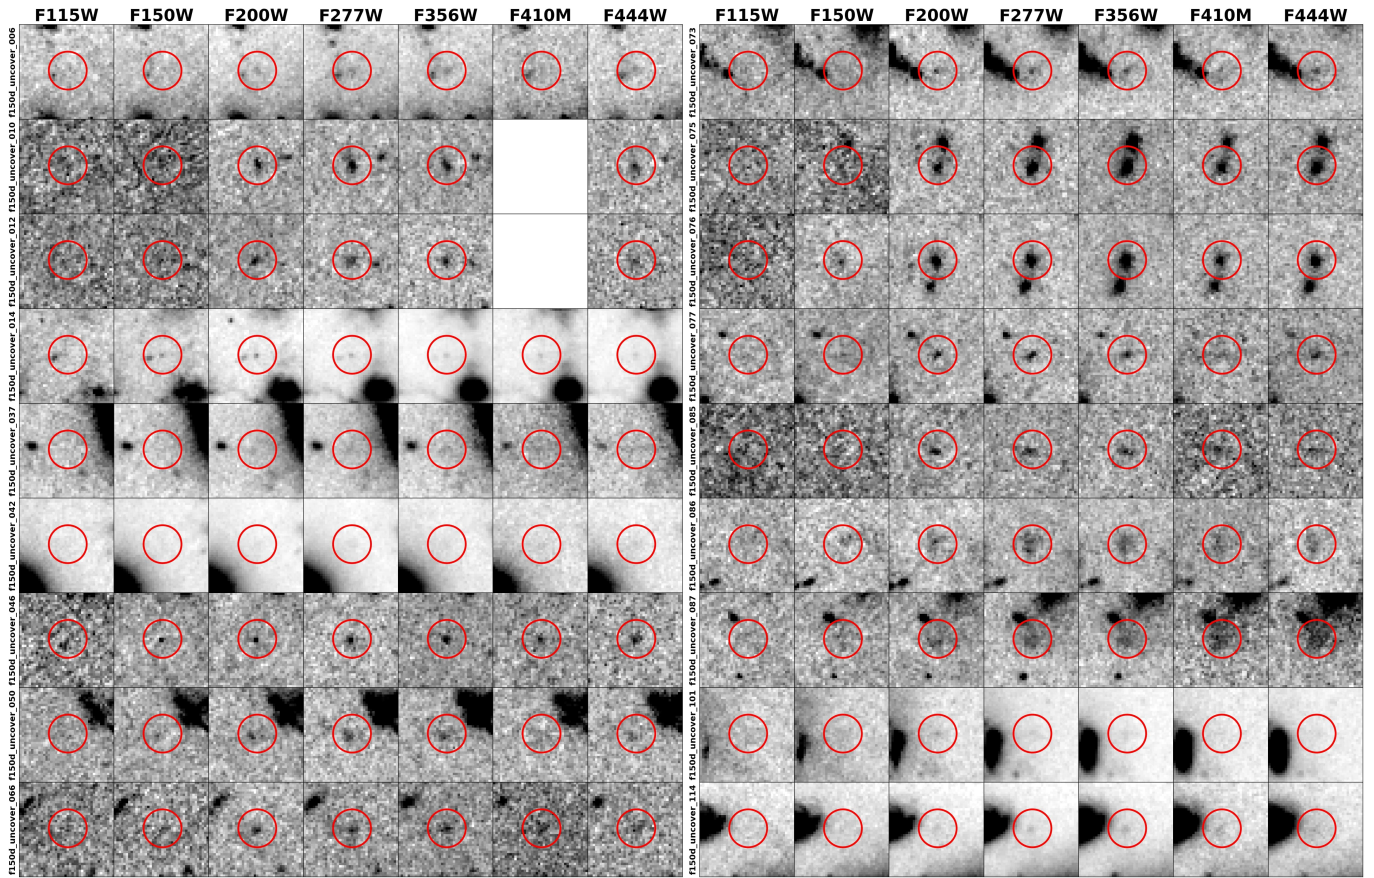 F115W F150W F200W F277W F356W F410M F444W
f150d_uncover_006
f150d_uncover_010
f150d_uncover_012
f150d_uncover_014
f150d_uncover_037
f150d_uncover_042
f150d_uncover_046
f150d_uncover_050
f150d_uncover_066
F115W F150W F200W F277W F356W F410M F444W
f150d_uncover_073
f150d_uncover_075
f150d_uncover_076
f150d_uncover_077
f150d_uncover_085
f150d_uncover_086
f150d_uncover_087
f150d_uncover_101
f150d_uncover_114